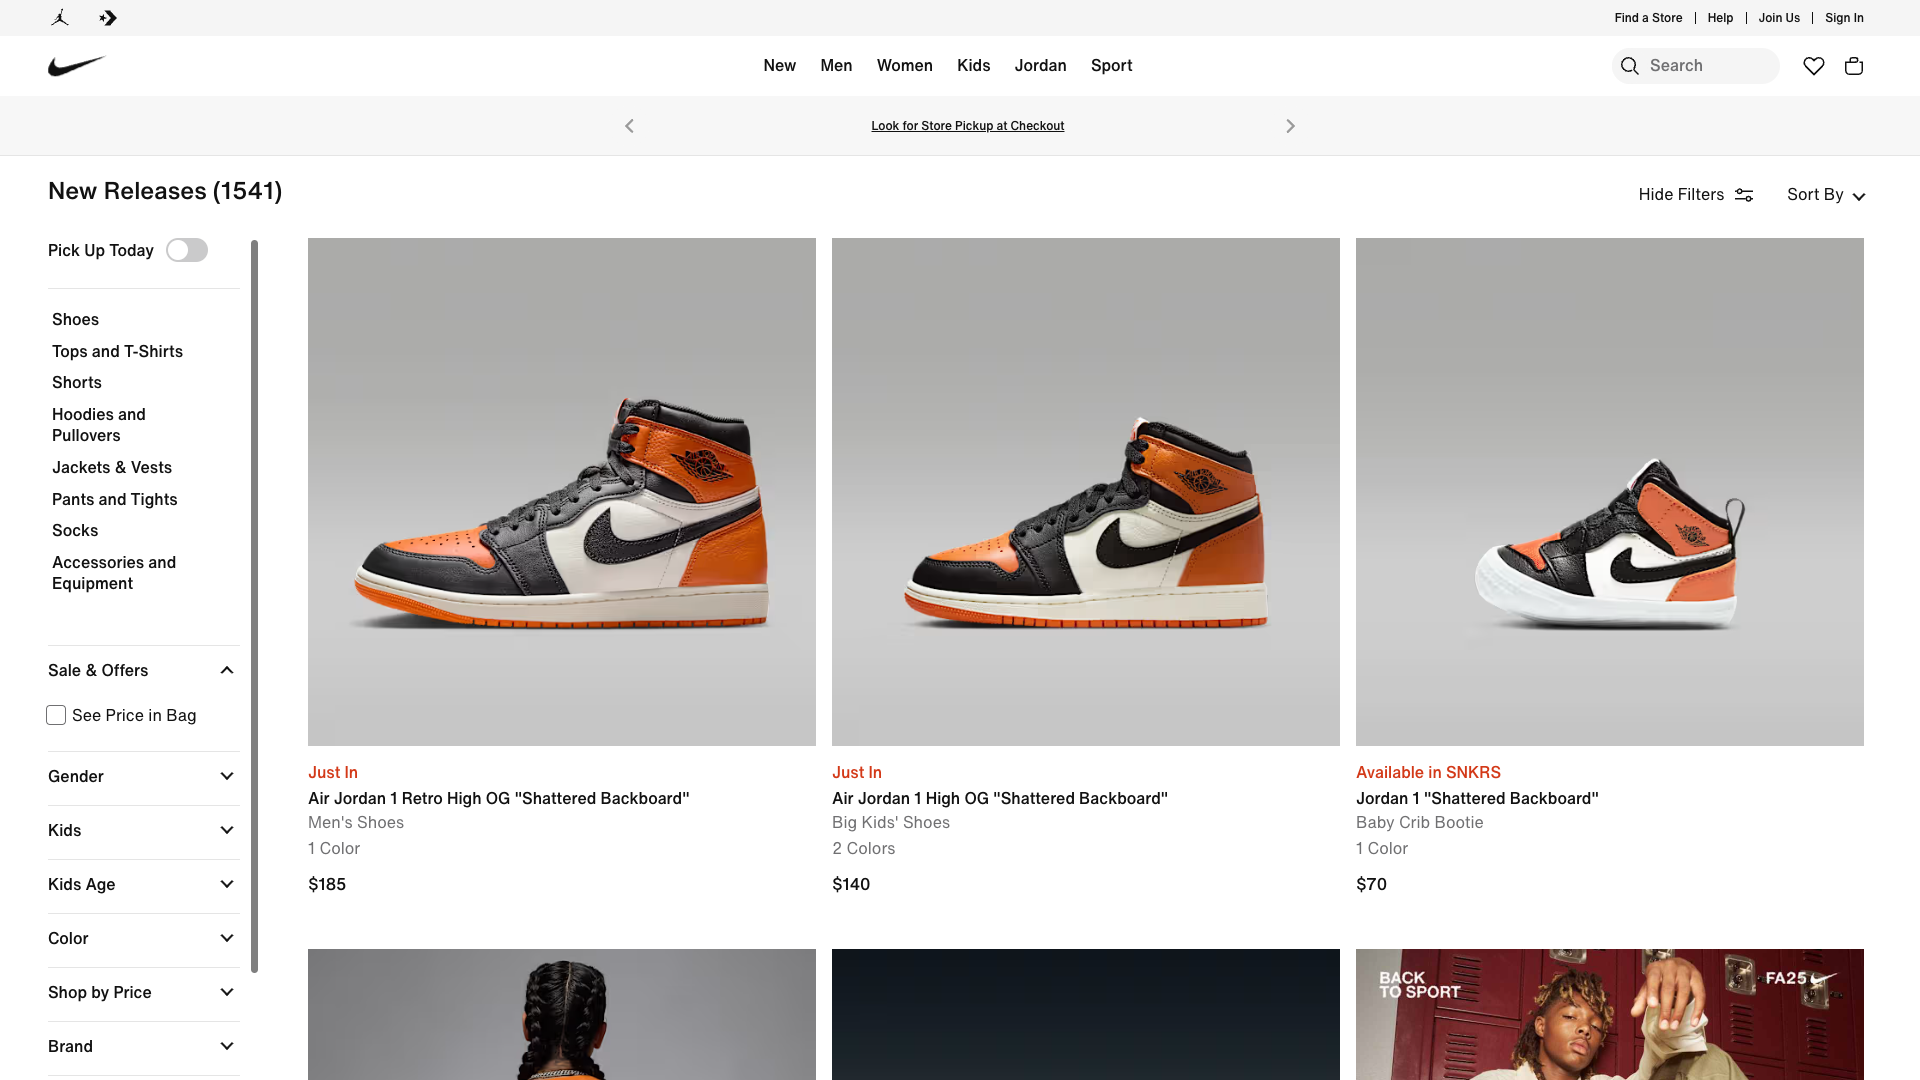 Find a Store
Help
Join Us
Sign In
New
Men
Women
Kids
Jordan
Sport
Search
Look for Store Pickup at Checkout
New Releases (1541)
Hide Filters
Sort By
Pick Up Today
Shoes
Tops and T-Shirts
Shorts
Hoodies and
Pullovers
Jackets & Vests
Pants and Tights
Socks
Accessories and
Equipment
Sale & Offers
See Price in Bag
Gender
Kids
Kids Age
Color
Shop by Price
Brand
Just In
Air Jordan 1 Retro High OG "Shattered Backboard"
Men's Shoes
1 Color
$185
Just In
Air Jordan 1 High OG "Shattered Backboard"
Big Kids' Shoes
2 Colors
$140
Available in SNKRS
Jordan 1 "Shattered Backboard"
Baby Crib Bootie
1 Color
$70
BACK
TO SPORT
FA25